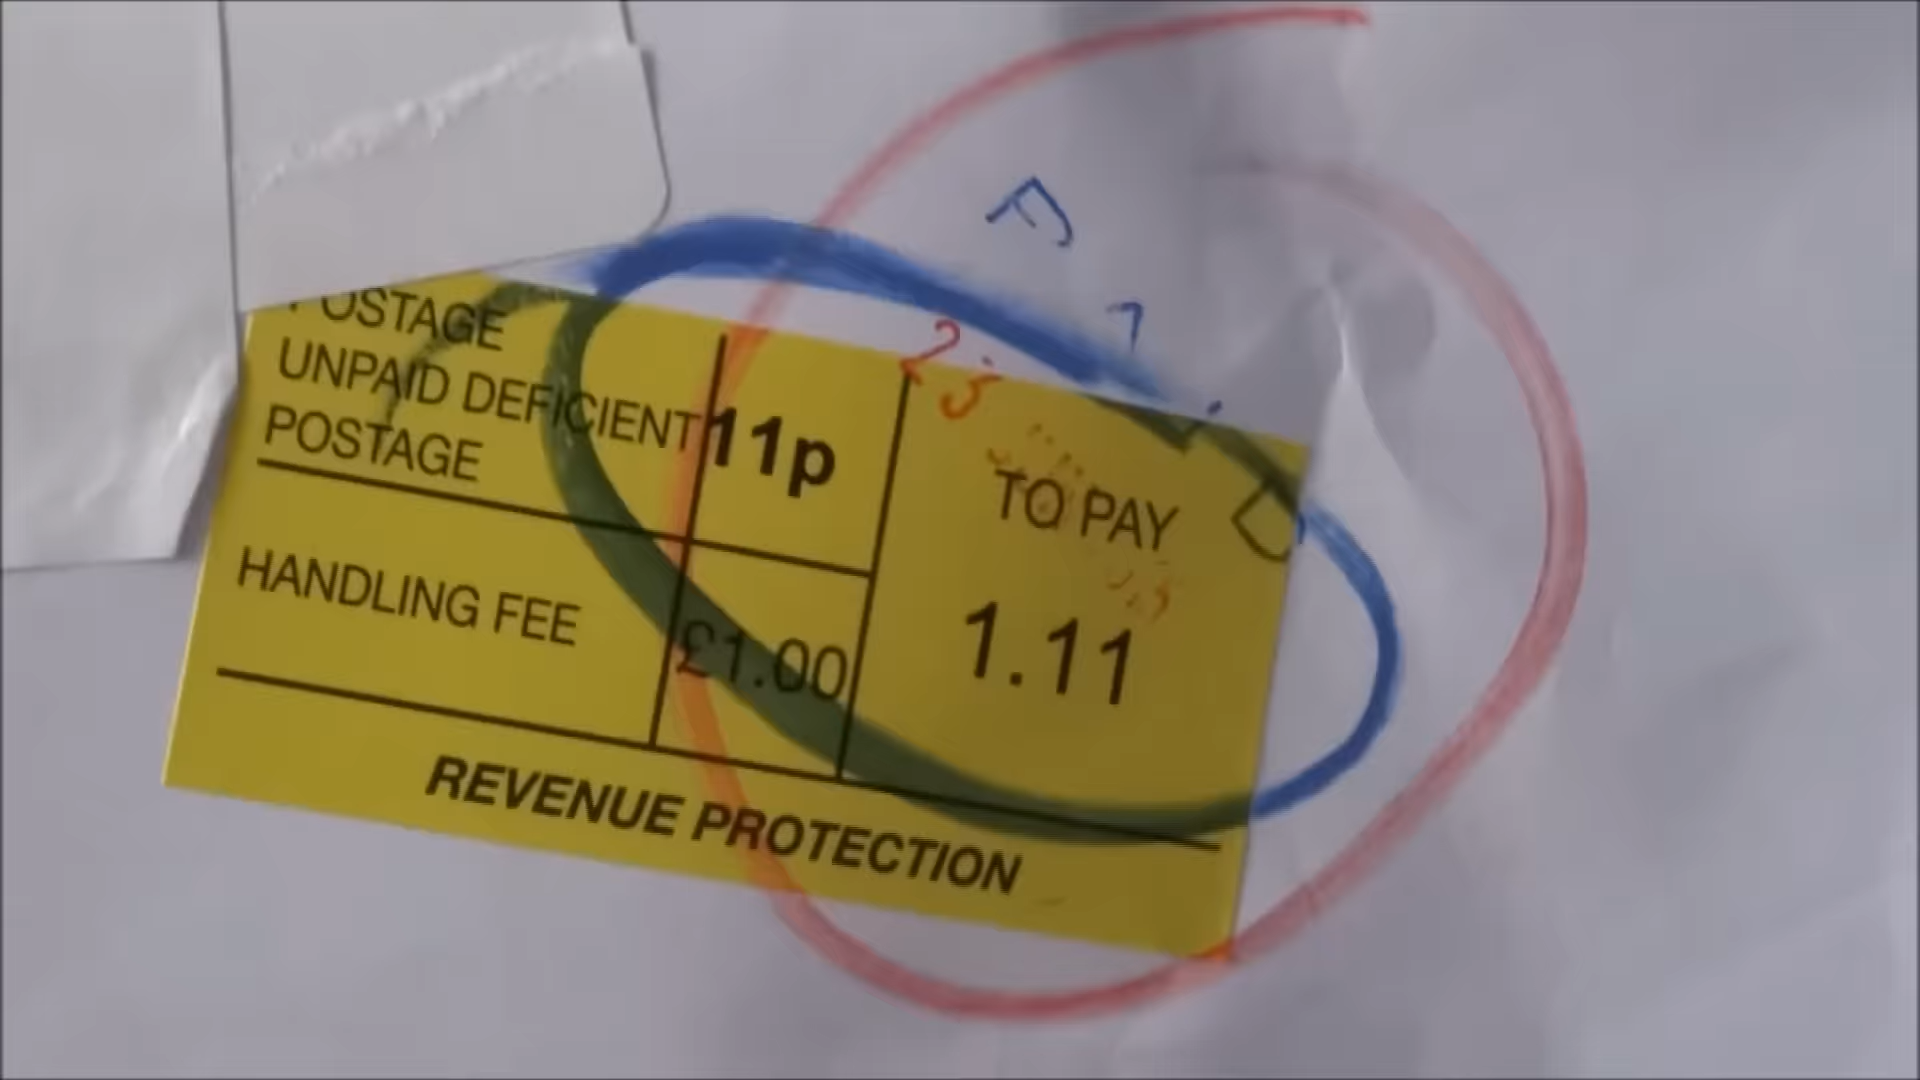 POSTAGE
UNPAID DEFICIENT
POSTAGE
11p
HANDLING FEE
£1.00
TO PAY
1.11
REVENUE PROTECTION